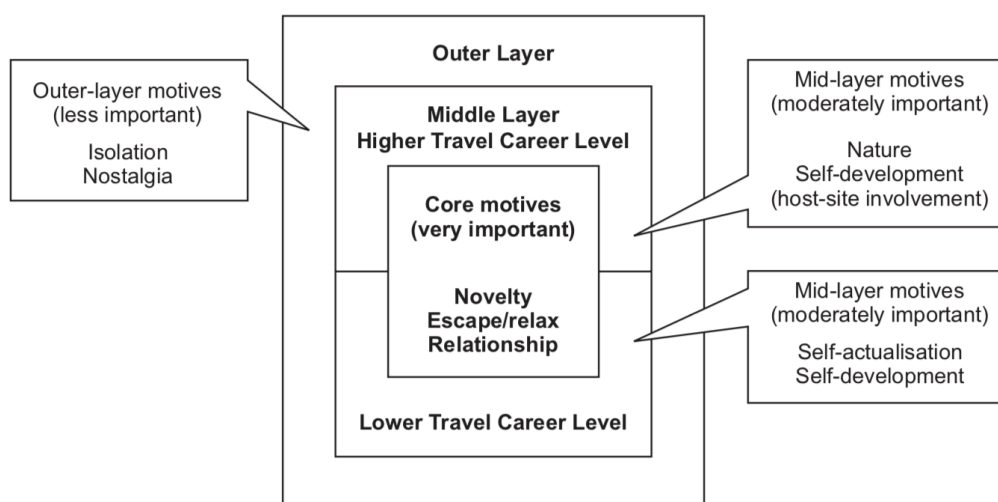 Outer Layer
Outer-layer motives
(less important)
Isolation
Nostalgia
Middle Layer
Higher Travel Career Level
Core motives
(very important)
Novelty
Escape/relax
Relationship
Lower Travel Career Level
Mid-layer motives
(moderately important)
Nature
Self-development
(host-site involvement)
Mid-layer motives
(moderately important)
Self-actualisation
Self-development